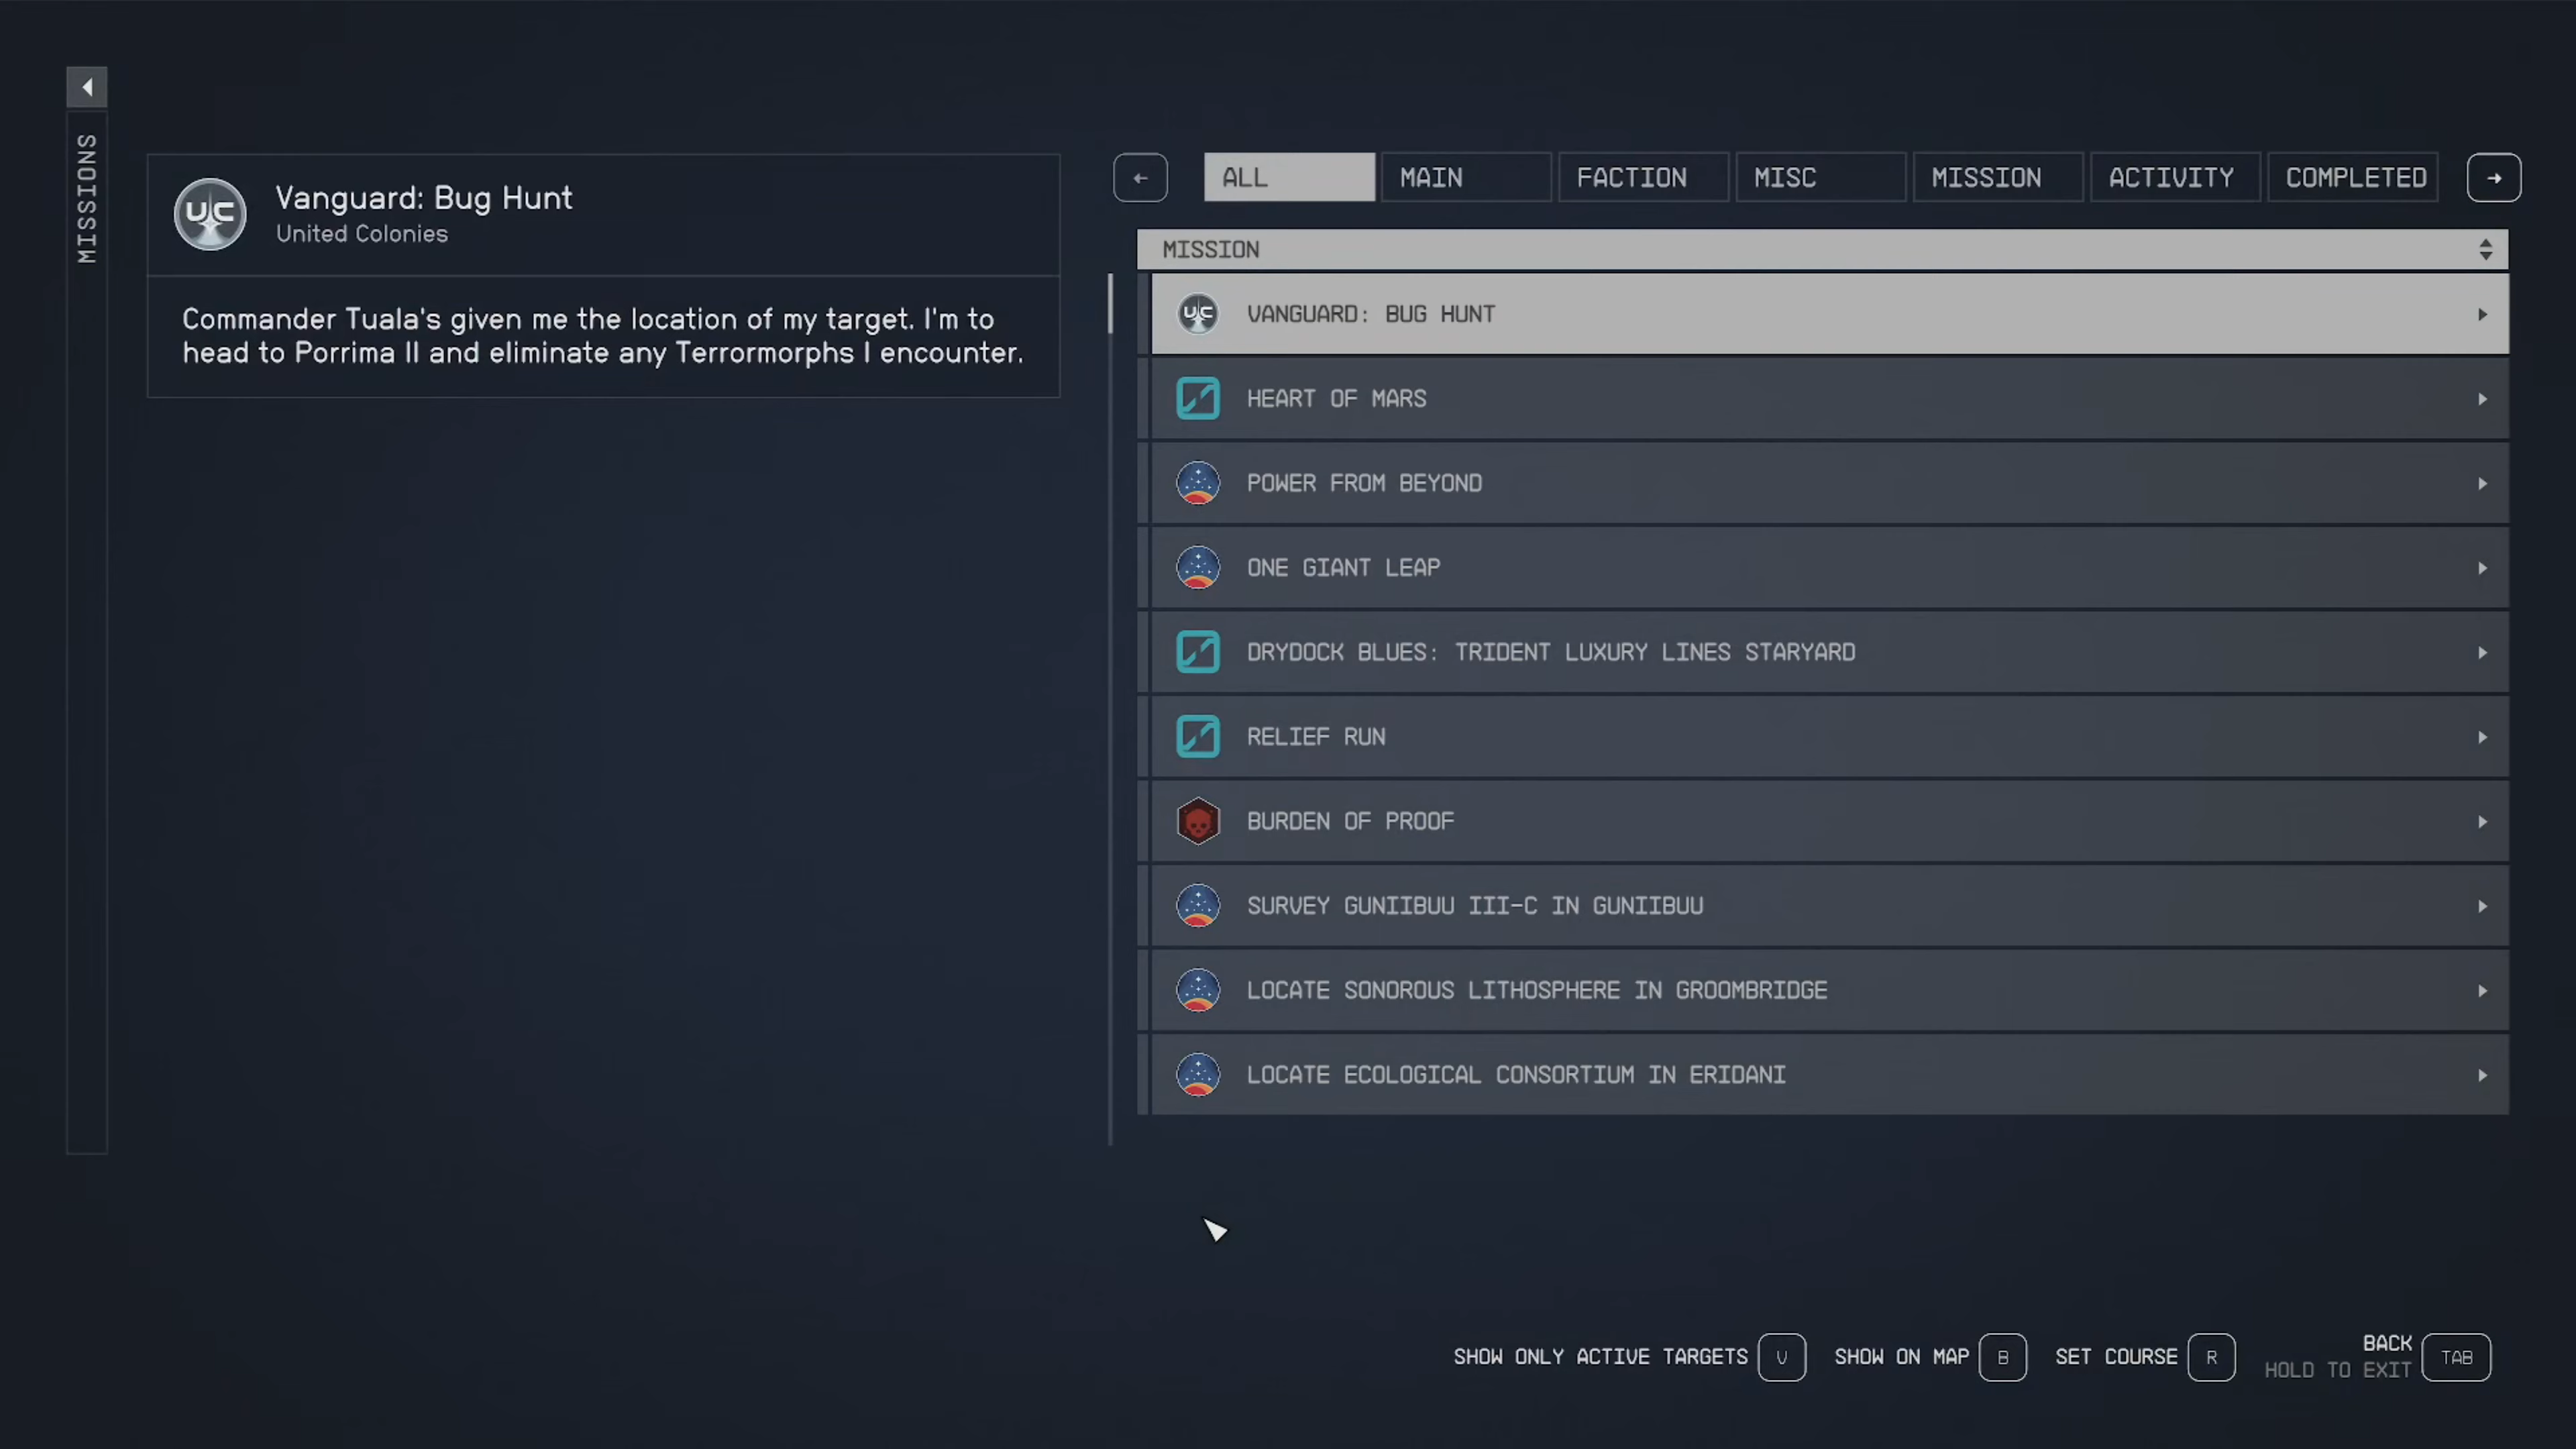 MISSIONS
UC
Vanguard: Bug Hunt
United Colonies
Commander Tuala's given me the location of my target. I'm to
head to Porrima II and eliminate any Terrormorphs I encounter.
ALL MAIN FACTION MISC MISSION ACTIVITY COMPLETED
MISSION
UC VANGUARD: BUG HUNT
HEART OF MARS
POWER FROM BEYOND
ONE GIANT LEAP
DRYDOCK BLUES: TRIDENT LUXURY LINES STARYARD
RELIEF RUN
BURDEN OF PROOF
SURVEY GUNIIBUU III-C IN GUNIIBUU
LOCATE SONOROUS LITHOSPHERE IN GROOMBRIDGE
LOCATE ECOLOGICAL CONSORTIUM IN ERIDANI
SHOW ONLY ACTIVE TARGETS V SHOW ON MAP B SET COURSE R BACK TAB
HOLD TO EXIT